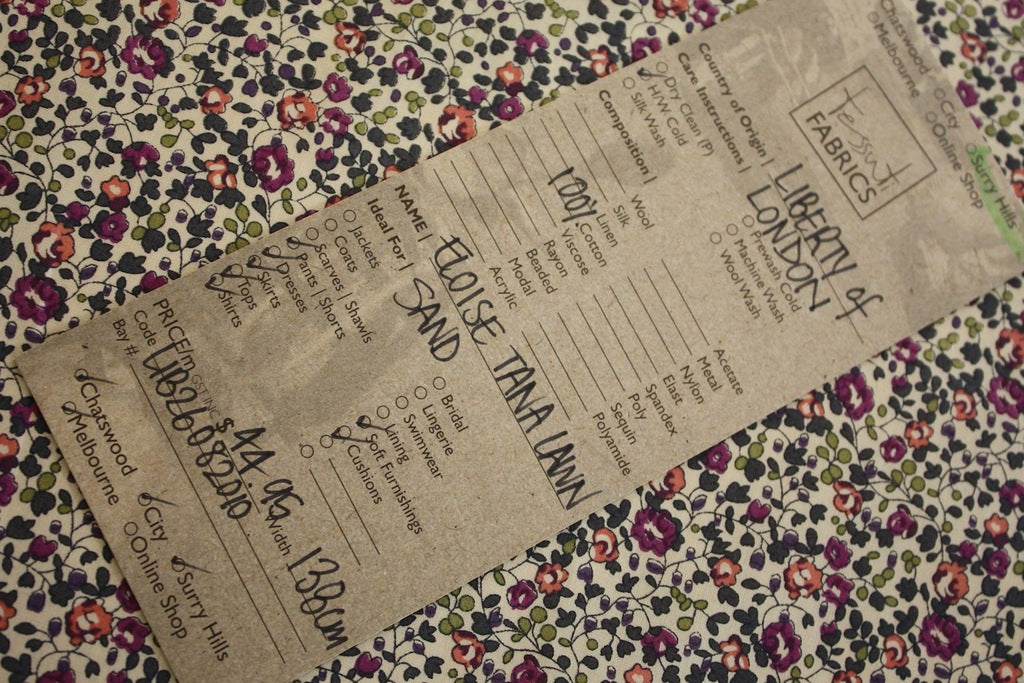 Chatswood City Surry Hills
Melbourne Online Shop
Tessuti
FABRICS
Country of Origin | LIBERTY of
LONDON
Care Instructions |
Dry Clean (P) Prewash Cold
H/W Cold Machine Wash
Silk Wash Wool Wash
Composition |
Wool Acetate
Silk Metal
Linen Nylon
100% Cotton Elast
Viscose Spandex
Rayon Poly
Beaded Sequin
Modal Polyamide
Acrylic
NAME | ELOISE TANA LAWN
SAND
Ideal For |
Jackets Bridal
Coats Lingerie
Scarves | Shawls Swimwear
Pants | Shorts Lining
Dresses Soft Furnishings
Skirts Cushions
Tops
Shirts
PRICE/m GST INC $44.95 Width 136cm
Code LIB26082010
Bay #
Chatswood City Surry Hills
Melbourne Online Shop